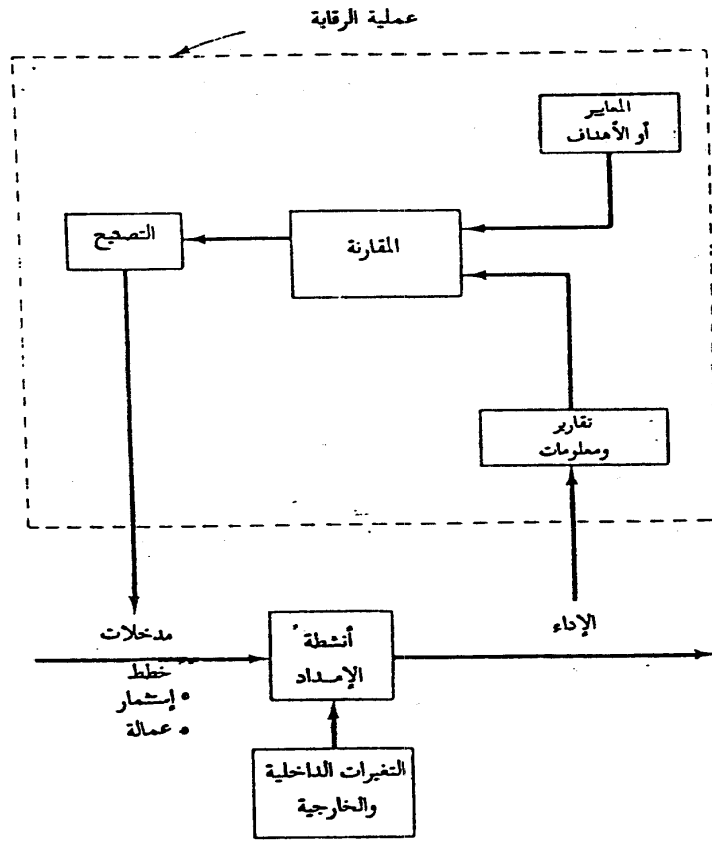 عملية الرقابة
المعايير
أو الأهداف
التصحيح
المقارنة
تقارير
ومعلومات
مدخلات
خطط
• إستثمار
• عمالة
أنشطة
الإمداد
الإداء
التغيرات الداخلية
والخارجية